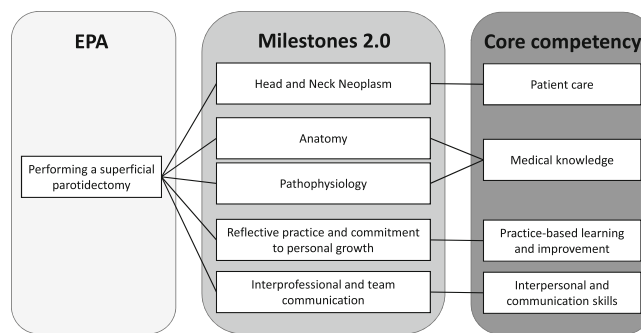 EPA
Milestones 2.0
Core competency
Performing a superficial
parotidectomy
Head and Neck Neoplasm
Anatomy
Pathophysiology
Reflective practice and commitment
to personal growth
Interprofessional and team
communication
Patient care
Medical knowledge
Practice-based learning
and improvement
Interpersonal and
communication skills